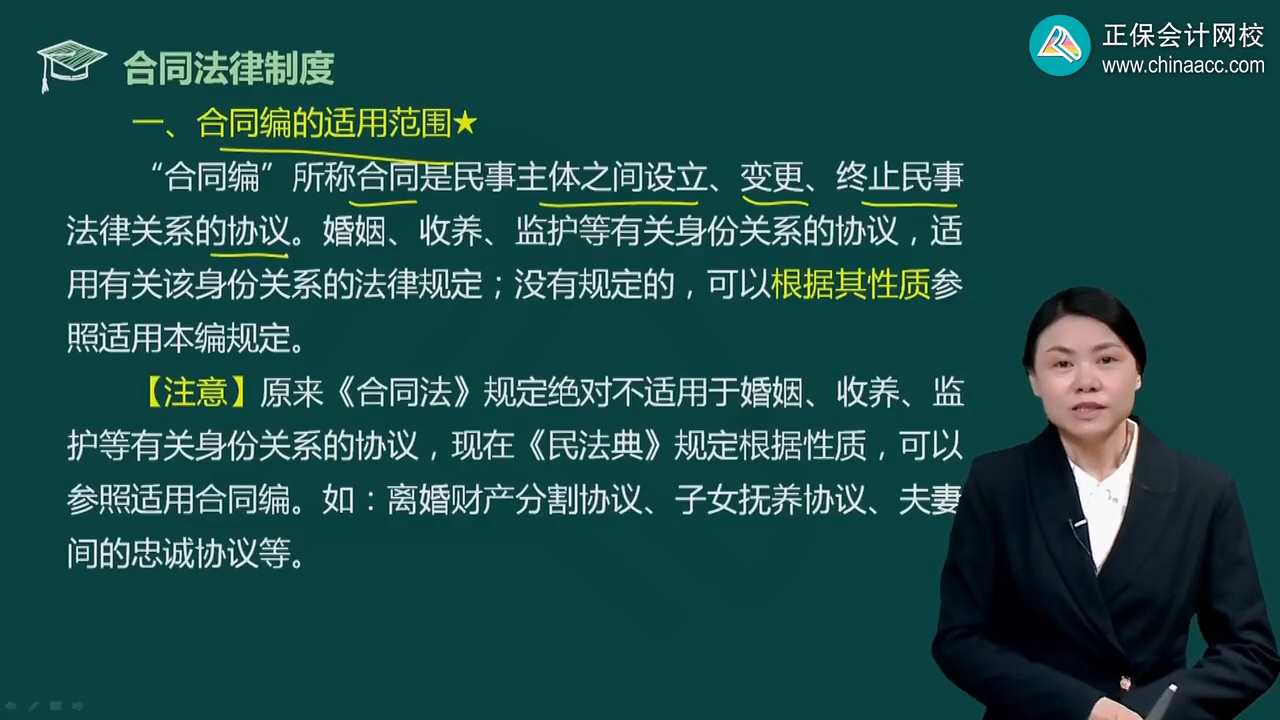 正保会计网校
www.chinaacc.com
合同法律制度
一、合同编的适用范围★
“合同编”所称合同是民事主体之间设立、变更、终止民事
法律关系的协议。婚姻、收养、监护等有关身份关系的协议，适
用有关该身份关系的法律规定；没有规定的，可以根据其性质参
照适用本编规定。
【注意】原来《合同法》规定绝对不适用于婚姻、收养、监
护等有关身份关系的协议，现在《民法典》规定根据性质，可以
参照适用合同编。如：离婚财产分割协议、子女抚养协议、夫妻
间的忠诚协议等。